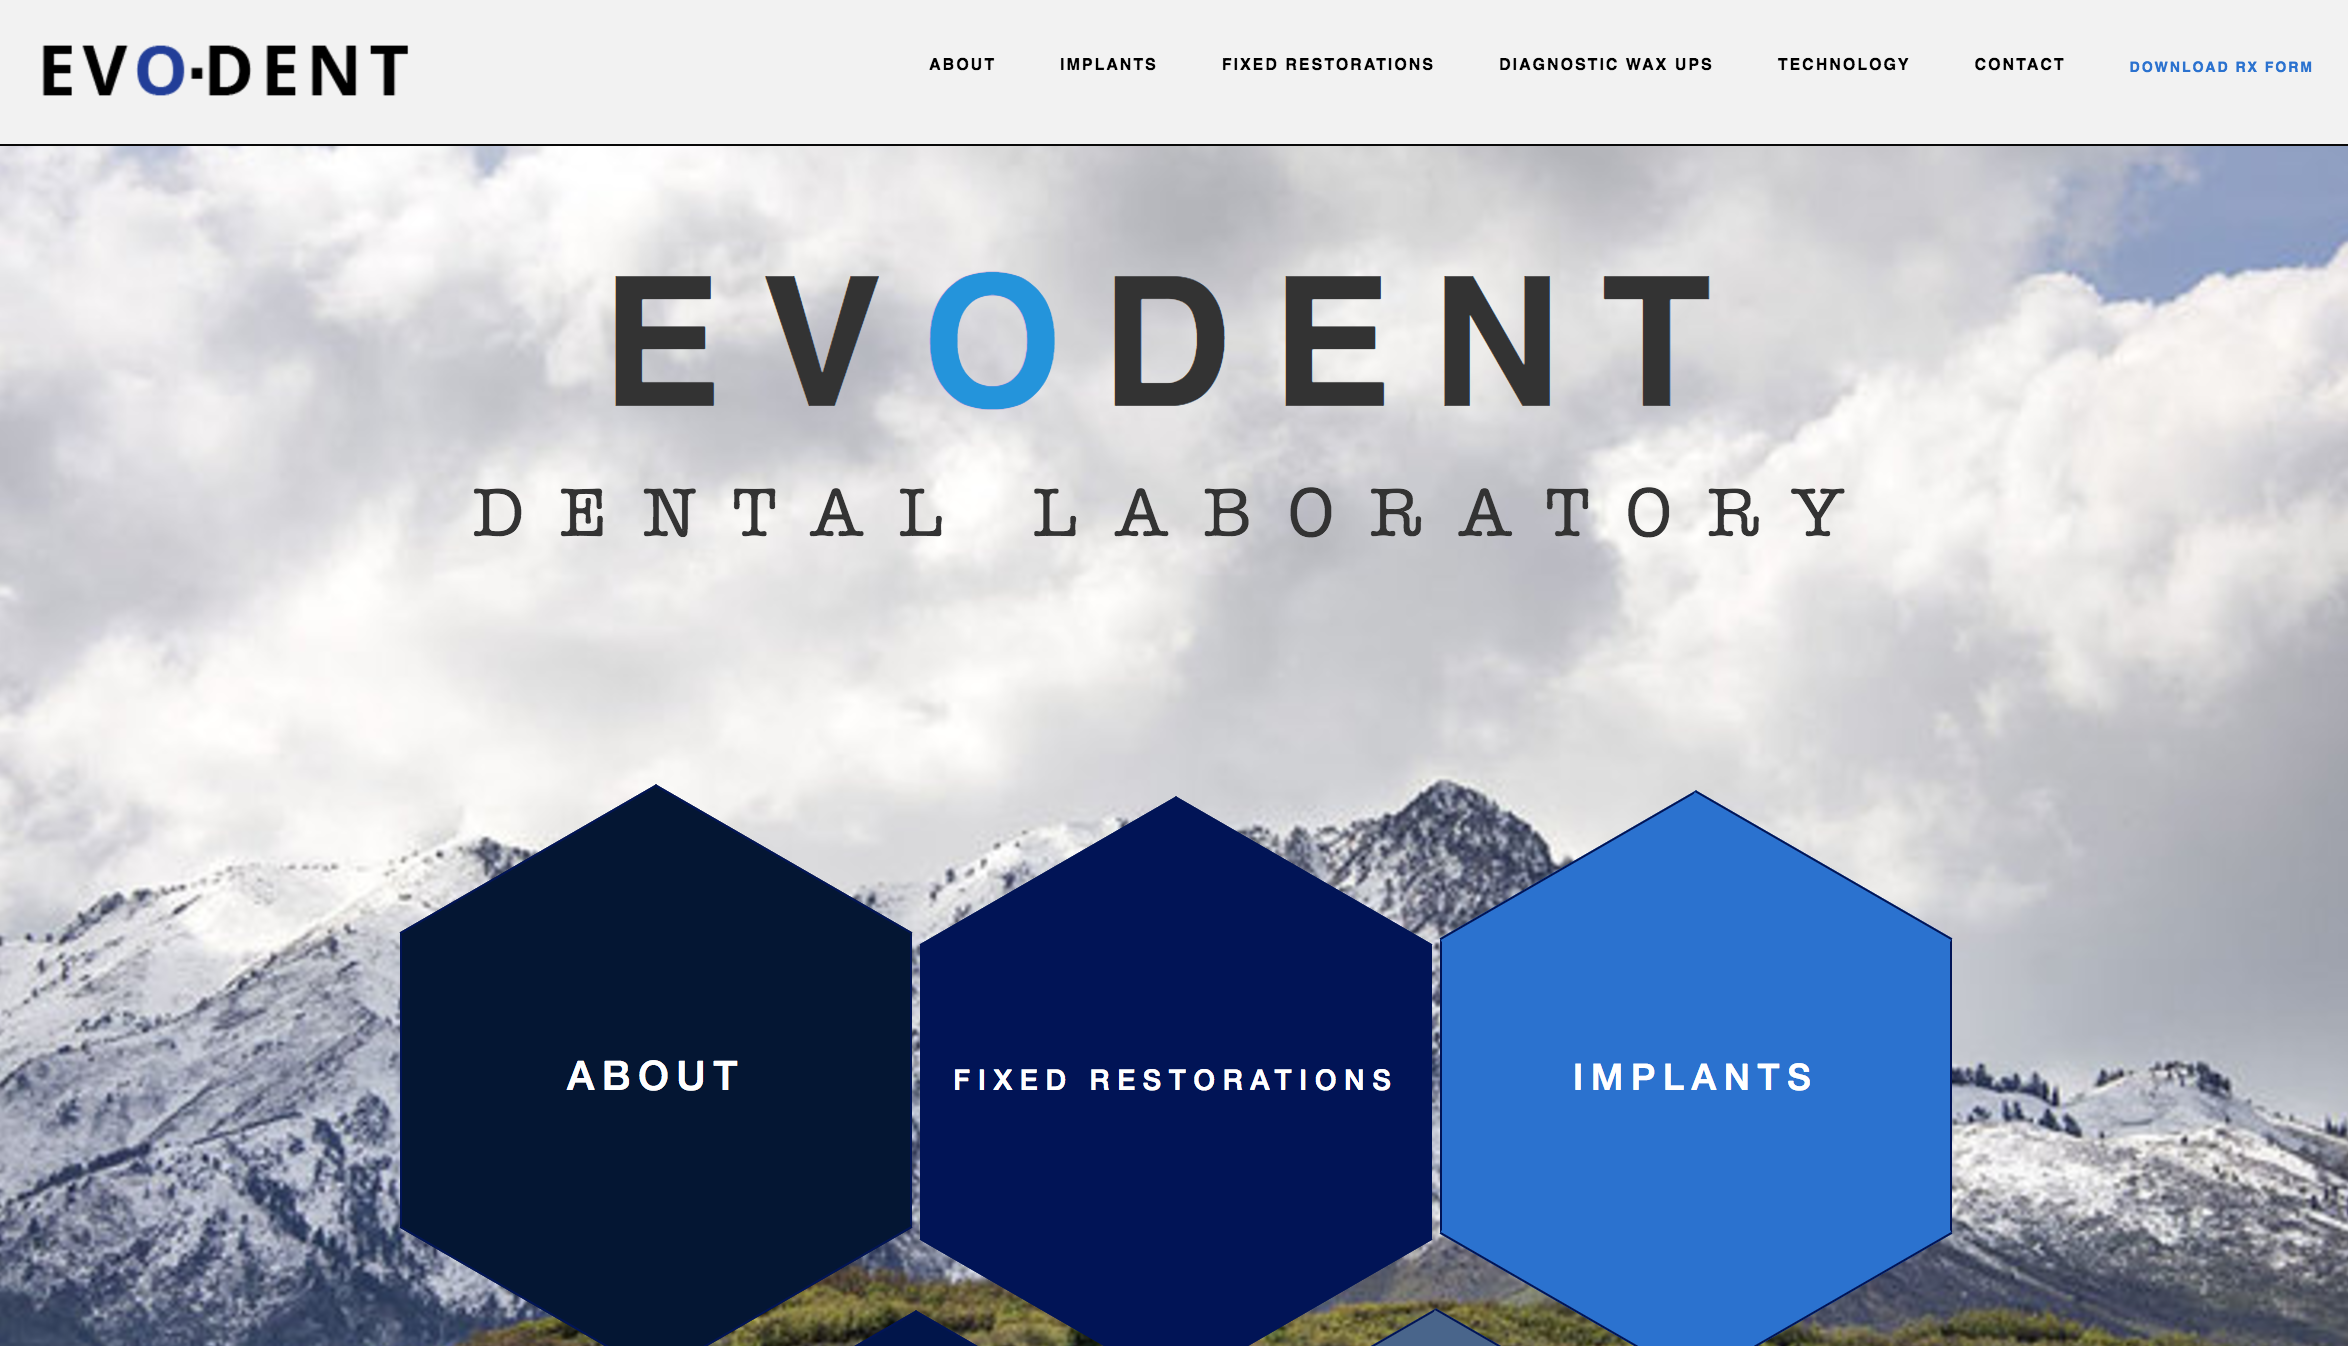 EVO·DENT
ABOUT IMPLANTS FIXED RESTORATIONS DIAGNOSTIC WAX UPS TECHNOLOGY CONTACT DOWNLOAD RX FORM
EVODENT
DENTAL LABORATORY
ABOUT
FIXED RESTORATIONS
IMPLANTS